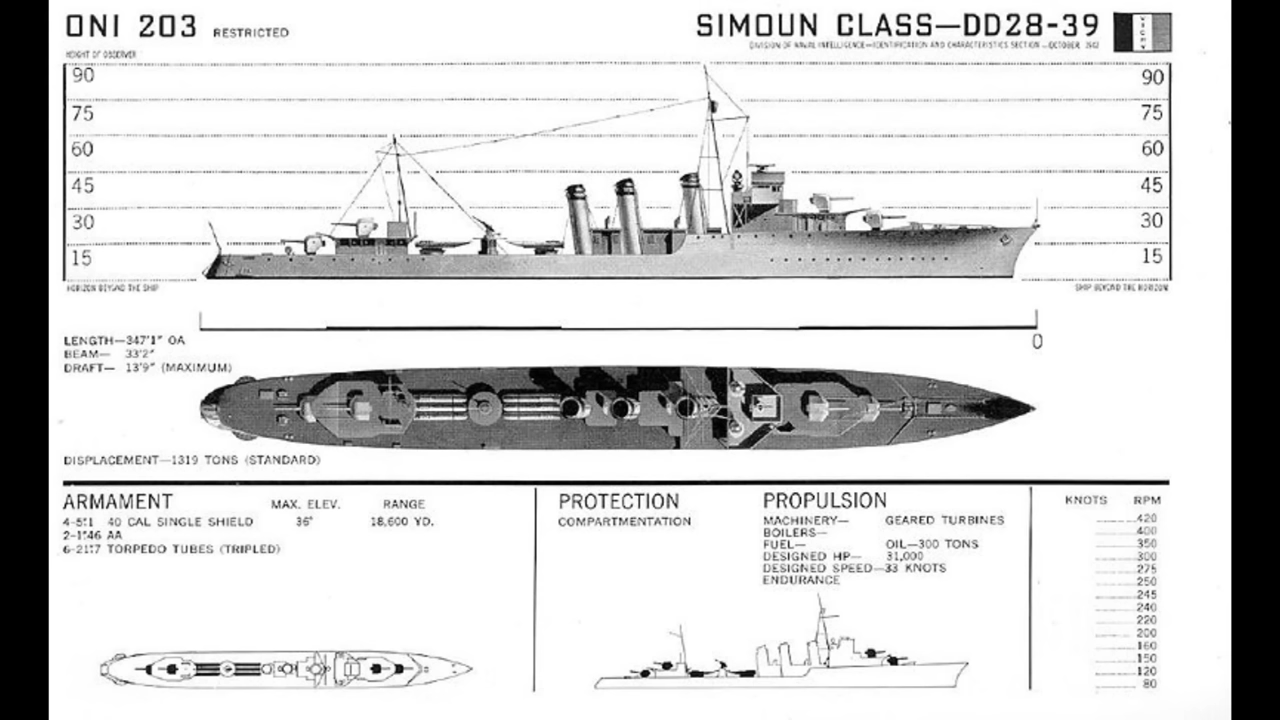 ONI 203 RESTRICTED
SIMOUN CLASS—DD28-39
DIVISION OF NAVAL INTELLIGENCE—IDENTIFICATION AND CHARACTERISTICS SECTION—OCTOBER 1942
VICHY
HEIGHT OF OBSERVER
90 90
75 75
60 60
45 45
30 30
15 15
HORIZON BEYOND THE SHIP
SHIP BEYOND THE HORIZON
0
LENGTH—347'1" OA
BEAM— 33'2"
DRAFT— 13'9" (MAXIMUM)
DISPLACEMENT—1319 TONS (STANDARD)
ARMAMENT MAX. ELEV. RANGE
4-5"1 40 CAL SINGLE SHIELD 36° 18,600 YD.
2-1"46 AA
6-21"7 TORPEDO TUBES (TRIPLED)
PROTECTION
COMPARTMENTATION
PROPULSION
MACHINERY— GEARED TURBINES
BOILERS—
FUEL— OIL—300 TONS
DESIGNED HP— 31,000
DESIGNED SPEED—33 KNOTS
ENDURANCE
KNOTS RPM
420
400
350
300
275
250
245
240
220
200
160
150
120
80